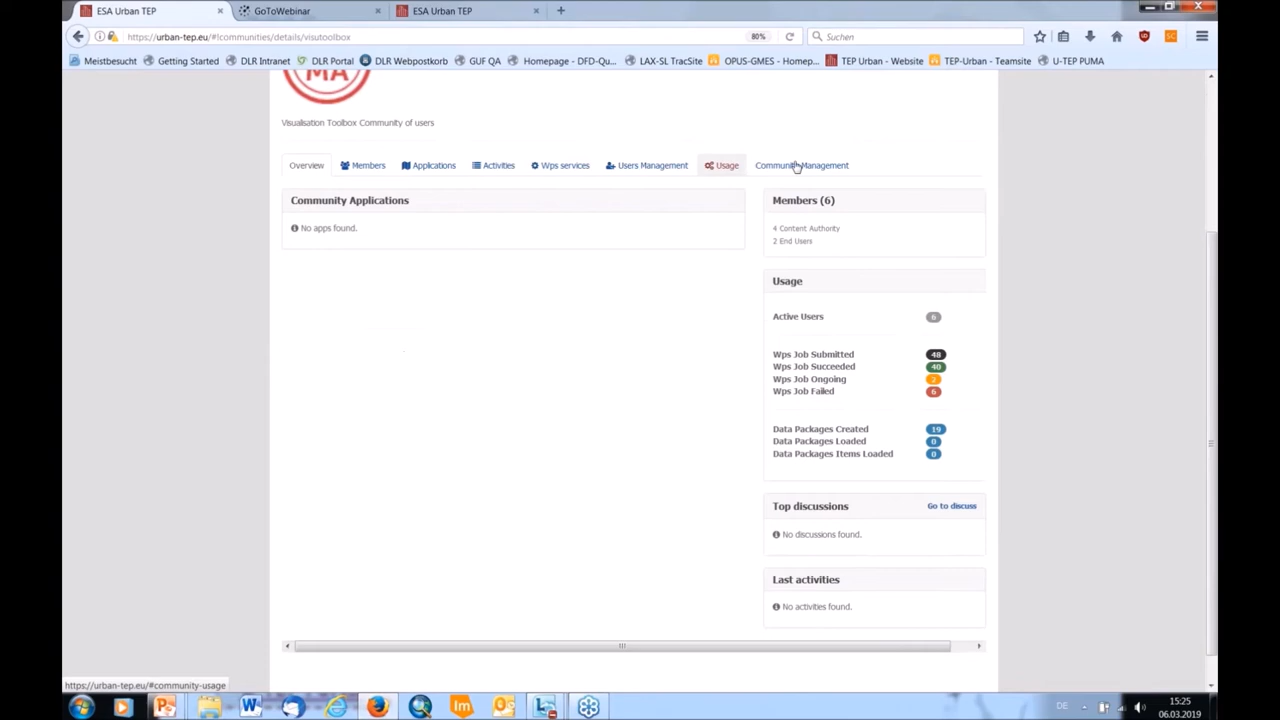 ESA Urban TEP
GoToWebinar
ESA Urban TEP
https://urban-tep.eu/#!communities/details/visutoolbox
80%
Suchen
Meistbesucht
Getting Started
DLR Intranet
DLR Portal
DLR Webpostkorb
GUF QA
Homepage - DFD-Qu...
LAX-SL TracSite
OPUS-GMES - Homep...
TEP Urban - Website
TEP-Urban - Teamsite
U-TEP PUMA
MA
Visualisation Toolbox Community of users
Overview
Members
Applications
Activities
Wps services
Users Management
Usage
Community Management
Community Applications
No apps found.
Members (6)
4 Content Authority
2 End Users
Usage
Active Users 6
Wps Job Submitted 48
Wps Job Succeeded 40
Wps Job Ongoing 2
Wps Job Failed 6
Data Packages Created 19
Data Packages Loaded 0
Data Packages Items Loaded 0
Top discussions Go to discuss
No discussions found.
Last activities
No activities found.
https://urban-tep.eu/#community-usage
DE
15:25
06.03.2019